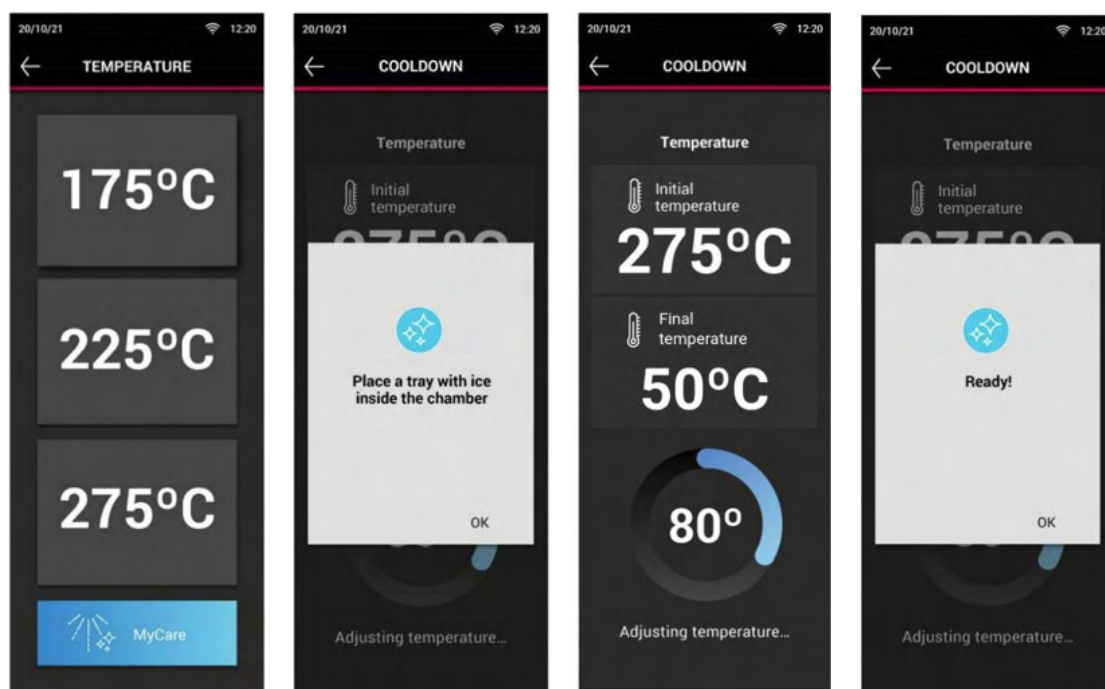 20/10/21 12:20
TEMPERATURE
175ºC
225ºC
275ºC
MyCare
20/10/21 12:20
COOLDOWN
Temperature
Initial
temperature
Place a tray with ice
inside the chamber
OK
Adjusting temperature...
20/10/21 12:20
COOLDOWN
Temperature
Initial
temperature
275ºC
Final
temperature
50ºC
80º
Adjusting temperature...
20/10/21 12:20
COOLDOWN
Temperature
Initial
temperature
Ready!
OK
Adjusting temperature...